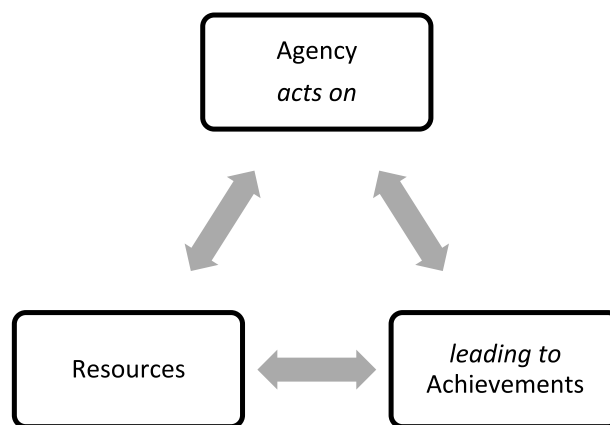 Agency
acts on
Resources
leading to
Achievements